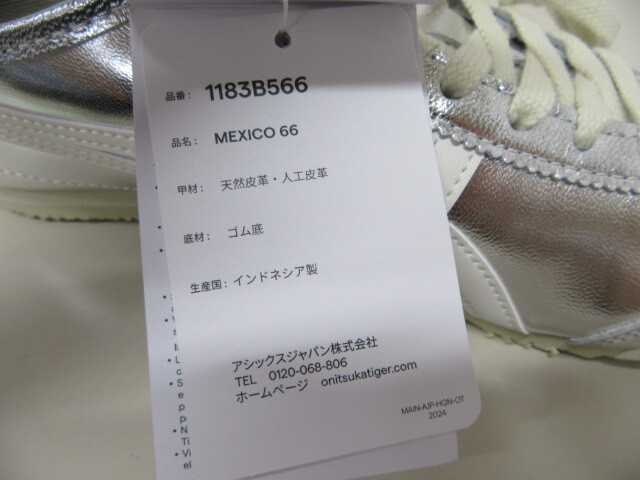 品番： 1183B566
品名： MEXICO 66
甲材： 天然皮革・人工皮革
底材： ゴム底
生産国： インドネシア製
アシックスジャパン株式会社
TEL 0120-068-806
ホームページ onitsukatiger.com
MAIN-AJP-HQN-OT
2024